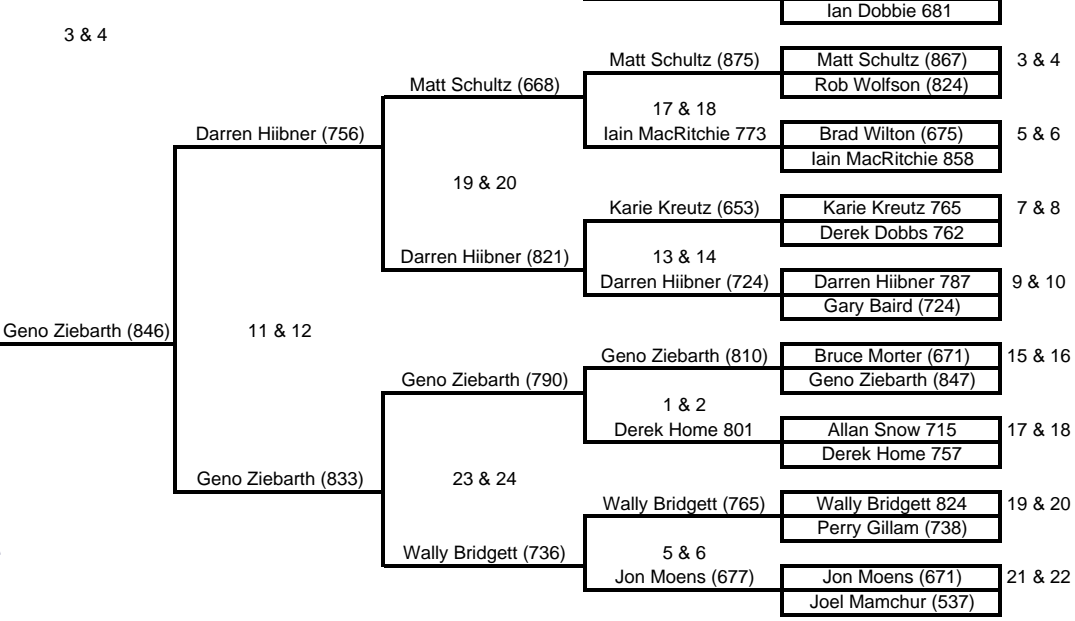 Ian Dobbie 681
3 & 4
Matt Schultz (875) Matt Schultz (867) 3 & 4
Matt Schultz (668) Rob Wolfson (824)
17 & 18
Darren Hiibner (756) Iain MacRitchie 773 Brad Wilton (675) 5 & 6
Iain MacRitchie 858
19 & 20
Karie Kreutz (653) Karie Kreutz 765 7 & 8
Derek Dobbs 762
Darren Hiibner (821) 13 & 14
Darren Hiibner (724) Darren Hiibner 787 9 & 10
Gary Baird (724)
Geno Ziebarth (846) 11 & 12
Geno Ziebarth (810) Bruce Morter (671) 15 & 16
Geno Ziebarth (790) Geno Ziebarth (847)
1 & 2
Derek Home 801 Allan Snow 715 17 & 18
Derek Home 757
Geno Ziebarth (833) 23 & 24
Wally Bridgett (765) Wally Bridgett 824 19 & 20
Perry Gillam (738)
Wally Bridgett (736) 5 & 6
Jon Moens (677) Jon Moens (671) 21 & 22
Joel Mamchur (537)